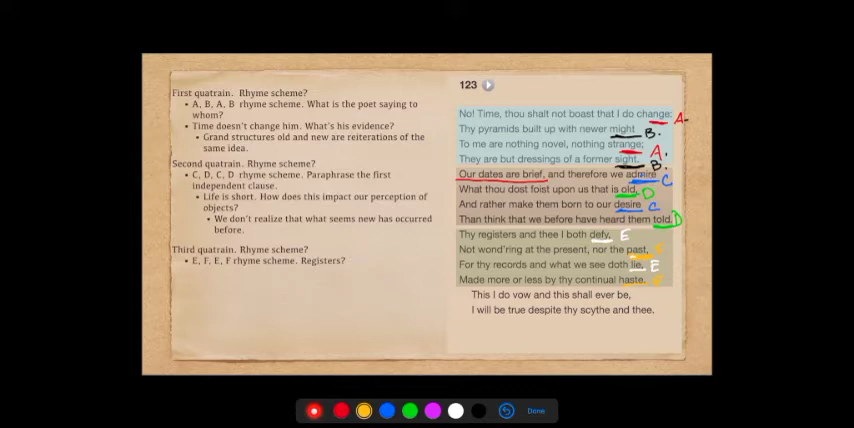 First quatrain. Rhyme scheme?
• A, B, A, B rhyme scheme. What is the poet saying to
whom?
• Time doesn't change him. What's his evidence?
• Grand structures old and new are reiterations of the
same idea.
Second quatrain. Rhyme scheme?
• C, D, C, D rhyme scheme. Paraphrase the first
independent clause.
• Life is short. How does this impact our perception of
objects?
• We don't realize that what seems new has occurred
before.
Third quatrain. Rhyme scheme?
• E, F, E, F rhyme scheme. Registers?
123
No! Time, thou shalt not boast that I do change: A.
Thy pyramids built up with newer might B.
To me are nothing novel, nothing strange; A.
They are but dressings of a former sight. B.
Our dates are brief, and therefore we admire C
What thou dost foist upon us that is old, D
And rather make them born to our desire C
Than think that we before have heard them told. D
Thy registers and thee I both defy, E
Not wond'ring at the present, nor the past,
For thy records and what we see doth lie, E
Made more or less by thy continual haste.
This I do vow and this shall ever be,
I will be true despite thy scythe and thee.
Done